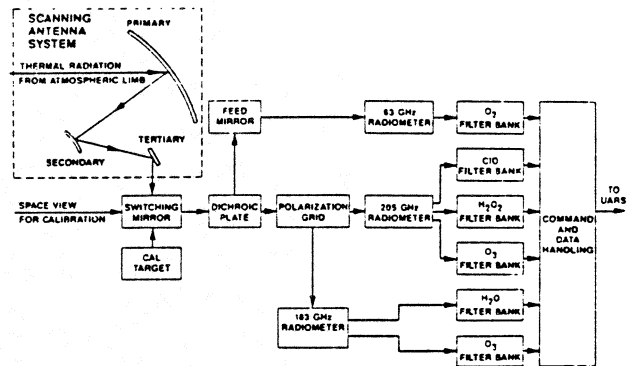 SCANNING
ANTENNA
SYSTEM
PRIMARY
THERMAL RADIATION
FROM ATMOSPHERIC LIMB
SECONDARY
TERTIARY
FEED
MIRROR
63 GHz
RADIOMETER
O2
FILTER BANK
ClO
FILTER BANK
SPACE VIEW
FOR CALIBRATION
SWITCHING
MIRROR
DICHROIC
PLATE
POLARIZATION
GRID
205 GHz
RADIOMETER
H2O2
FILTER BANK
COMMAND
AND
DATA
HANDLING
TO
UARS
CAL
TARGET
O3
FILTER BANK
183 GHz
RADIOMETER
H2O
FILTER BANK
O3
FILTER BANK